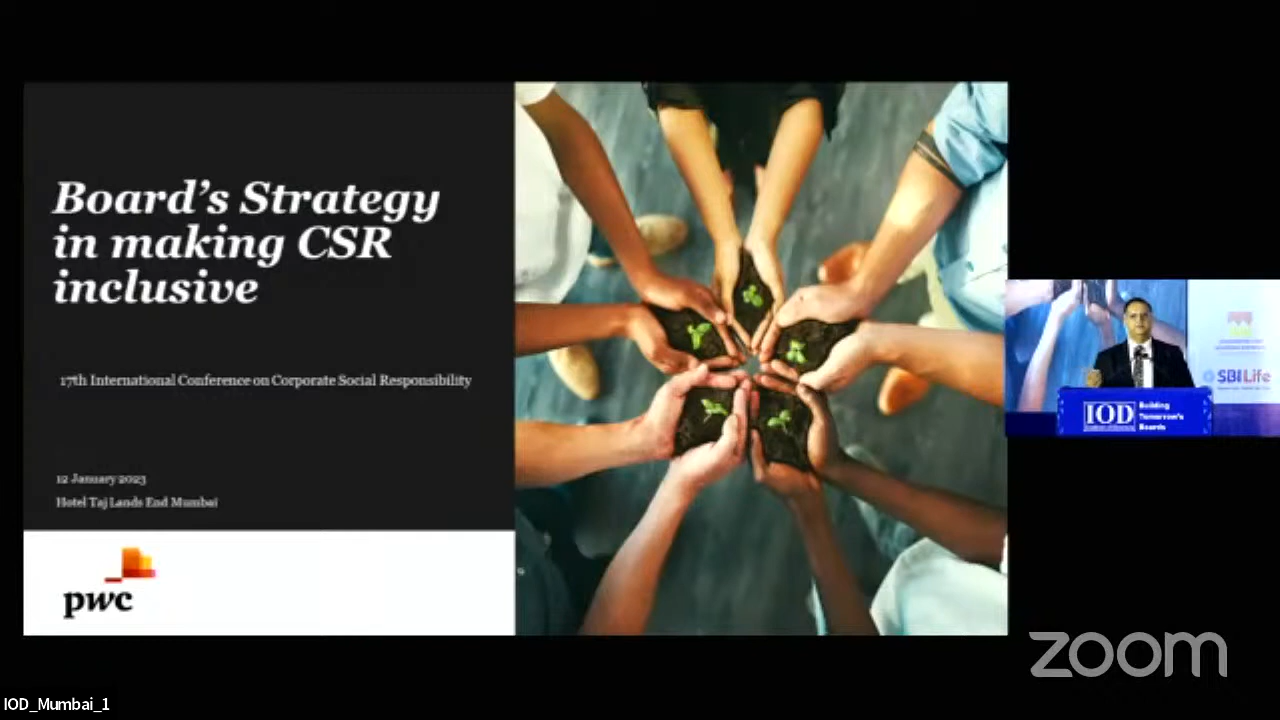 Board's Strategy
in making CSR
inclusive
17th International Conference on Corporate Social Responsibility
12 January 2023
Hotel Taj Lands End Mumbai
pwc
SBI Life
IOD
Building
Tomorrow's
Boards
zoom
IOD_Mumbai_1